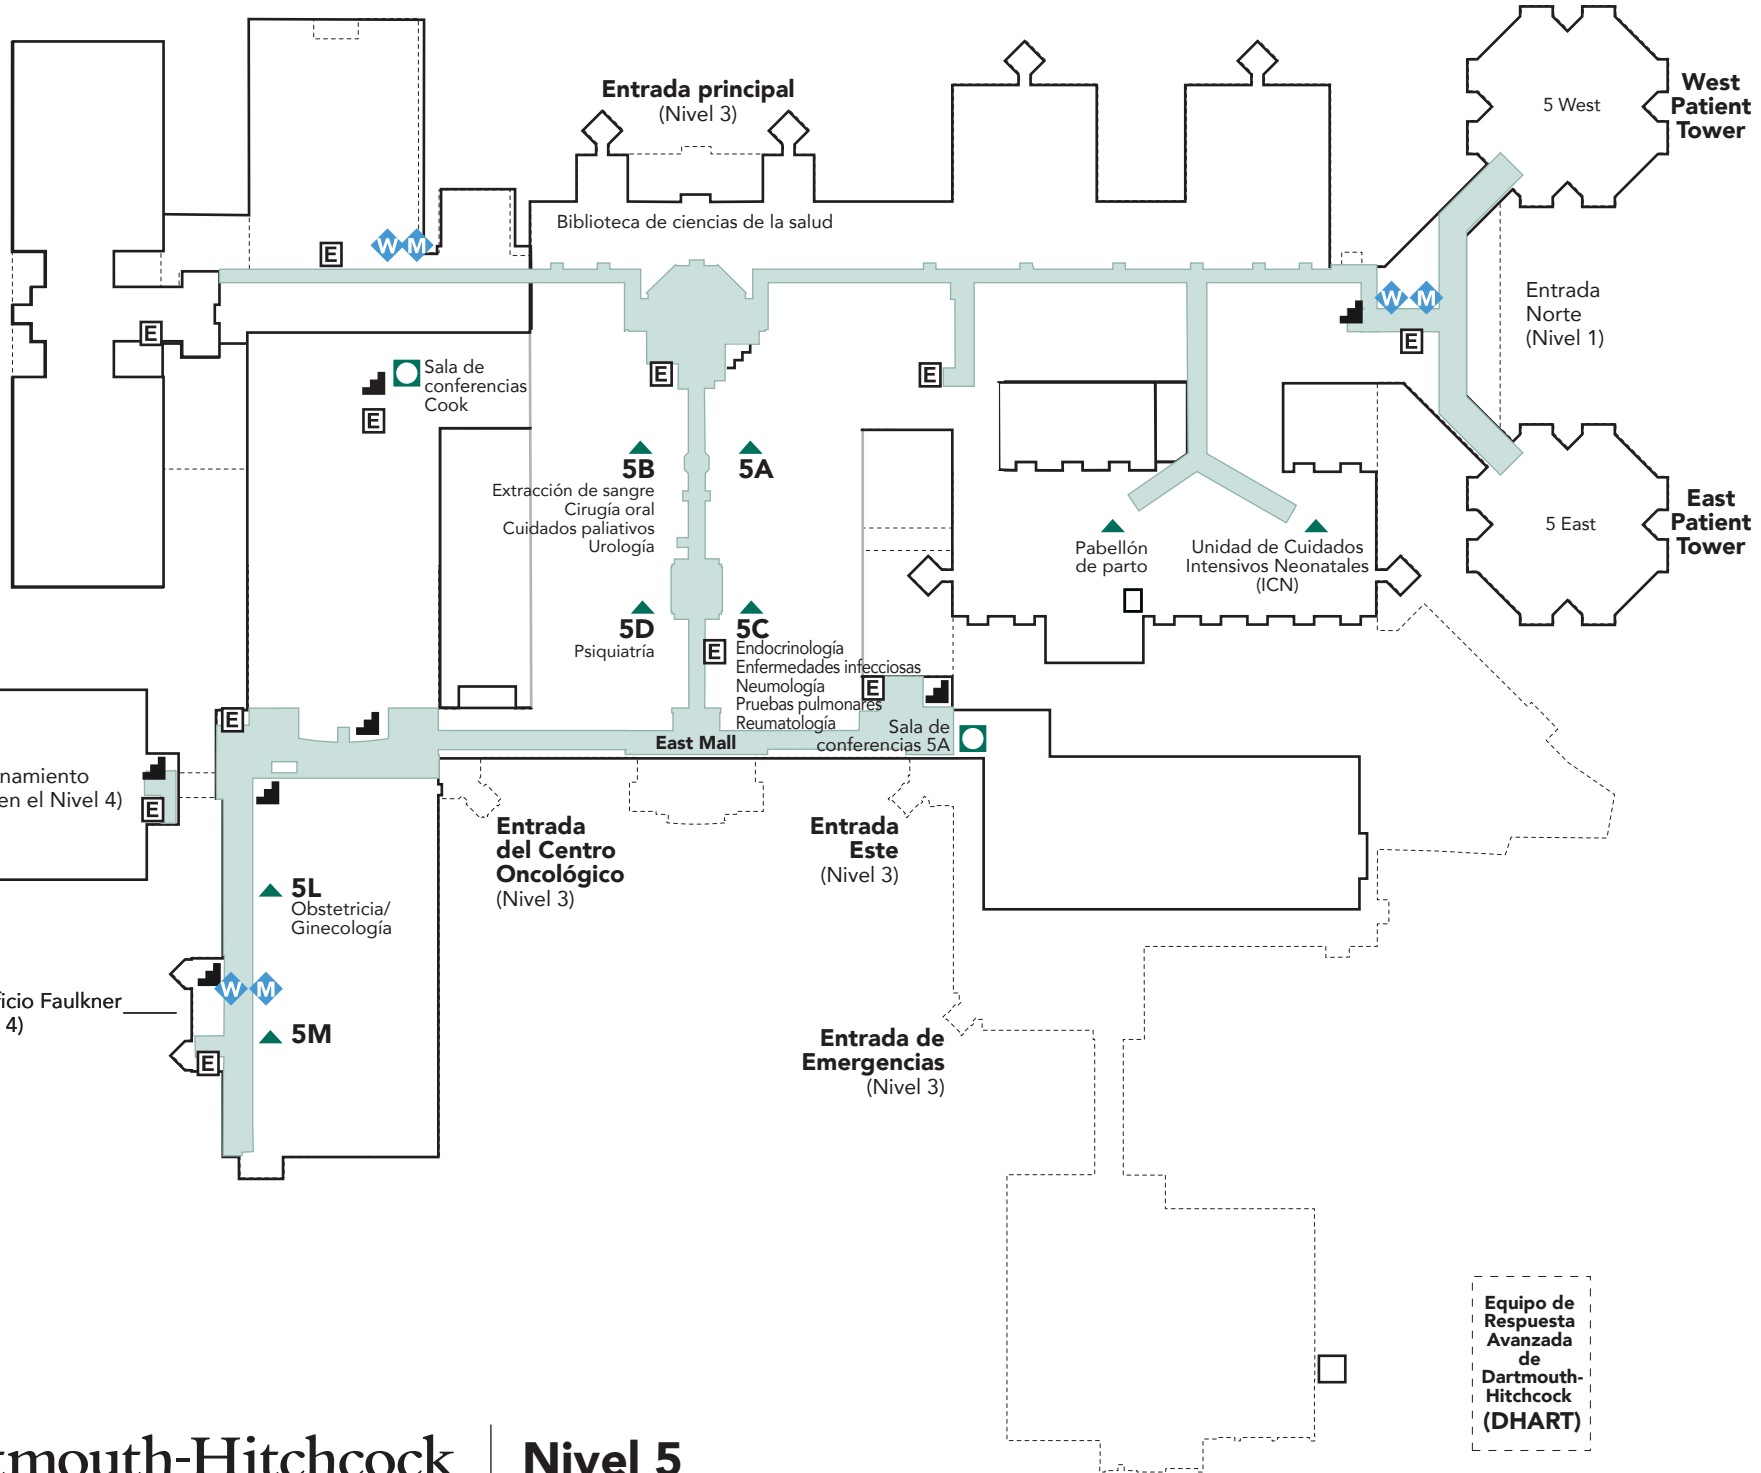 Entrada principal
(Nivel 3)
Biblioteca de ciencias de la salud
5 West
West
Patient
Tower
E
W M
W M
Entrada
Norte
(Nivel 1)
E
E
Sala de
conferencias
Cook
E
E
E
5B
Extracción de sangre
Cirugía oral
Cuidados paliativos
Urología
5A
5 East
East
Patient
Tower
Pabellón
de parto
Unidad de Cuidados
Intensivos Neonatales
(ICN)
5D
Psiquiatría
5C
E
Endocrinología
Enfermedades infecciosas
Neumología
Pruebas pulmonares
Reumatología
E
E
East Mall
Sala de
conferencias 5A
namiento
en el Nivel 4)
E
Entrada
del Centro
Oncológico
(Nivel 3)
Entrada
Este
(Nivel 3)
5L
Obstetricia/
Ginecología
W M
icio Faulkner
4)
5M
E
Entrada de
Emergencias
(Nivel 3)
Equipo de
Respuesta
Avanzada
de
Dartmouth-
Hitchcock
(DHART)
tmouth-Hitchcock
Nivel 5